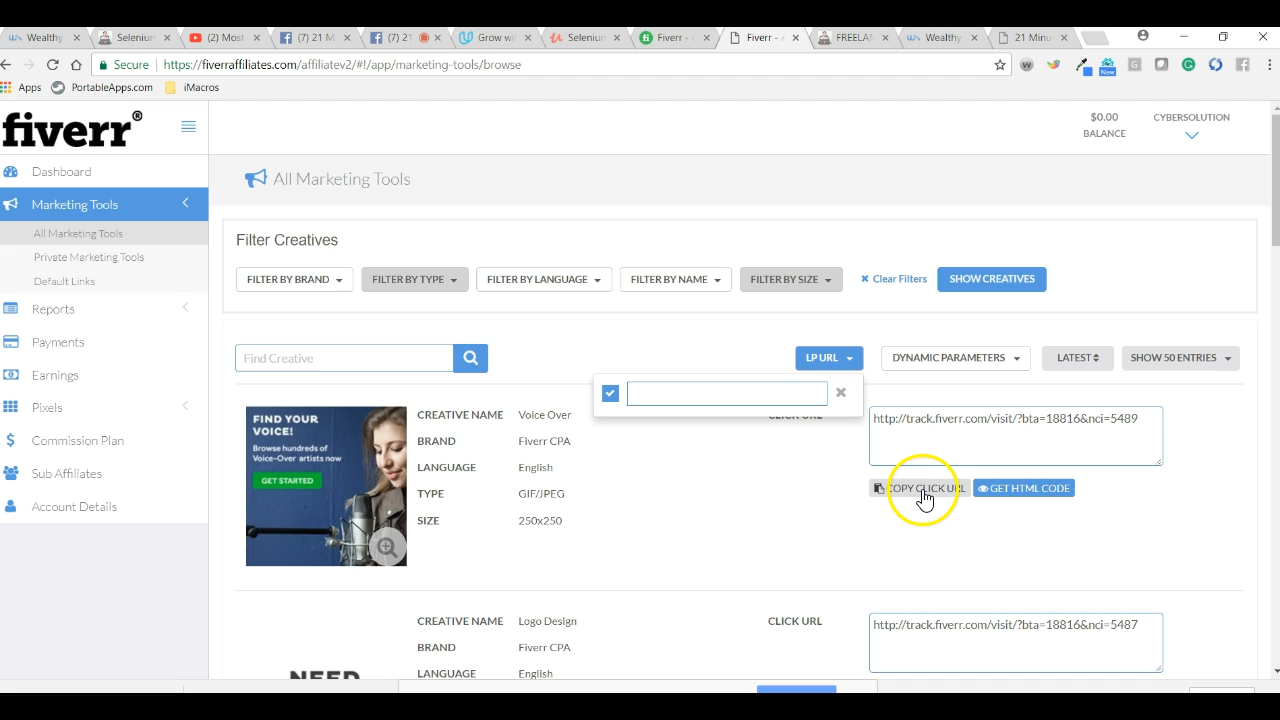 Wealthy
Selenium
(2) Most
(7) 21 M
(7) 21
Grow wi
Selenium
Fiverr -
Fiverr - A
FREELAN
Wealthy
21 Minu
Secure
https://fiverraffiliates.com/affiliatev2/#!/app/marketing-tools/browse
New
Apps
PortableApps.com
iMacros
fiverr®
$0.00
BALANCE
CYBERSOLUTION
Dashboard
Marketing Tools
All Marketing Tools
Private Marketing Tools
Default Links
Reports
Payments
Earnings
Pixels
Commission Plan
Sub Affiliates
Account Details
All Marketing Tools
Filter Creatives
FILTER BY BRAND
FILTER BY TYPE
FILTER BY LANGUAGE
FILTER BY NAME
FILTER BY SIZE
Clear Filters
SHOW CREATIVES
Find Creative
LP URL
DYNAMIC PARAMETERS
LATEST
SHOW 50 ENTRIES
FIND YOUR
VOICE!
Browse hundreds of
Voice-Over artists now
GET STARTED
CREATIVE NAME Voice Over
BRAND Fiverr CPA
LANGUAGE English
TYPE GIF/JPEG
SIZE 250x250
CLICK URL
http://track.fiverr.com/visit/?bta=18816&nci=5489
COPY CLICK URL
GET HTML CODE
NEED
CREATIVE NAME Logo Design
BRAND Fiverr CPA
LANGUAGE English
CLICK URL
http://track.fiverr.com/visit/?bta=18816&nci=5487